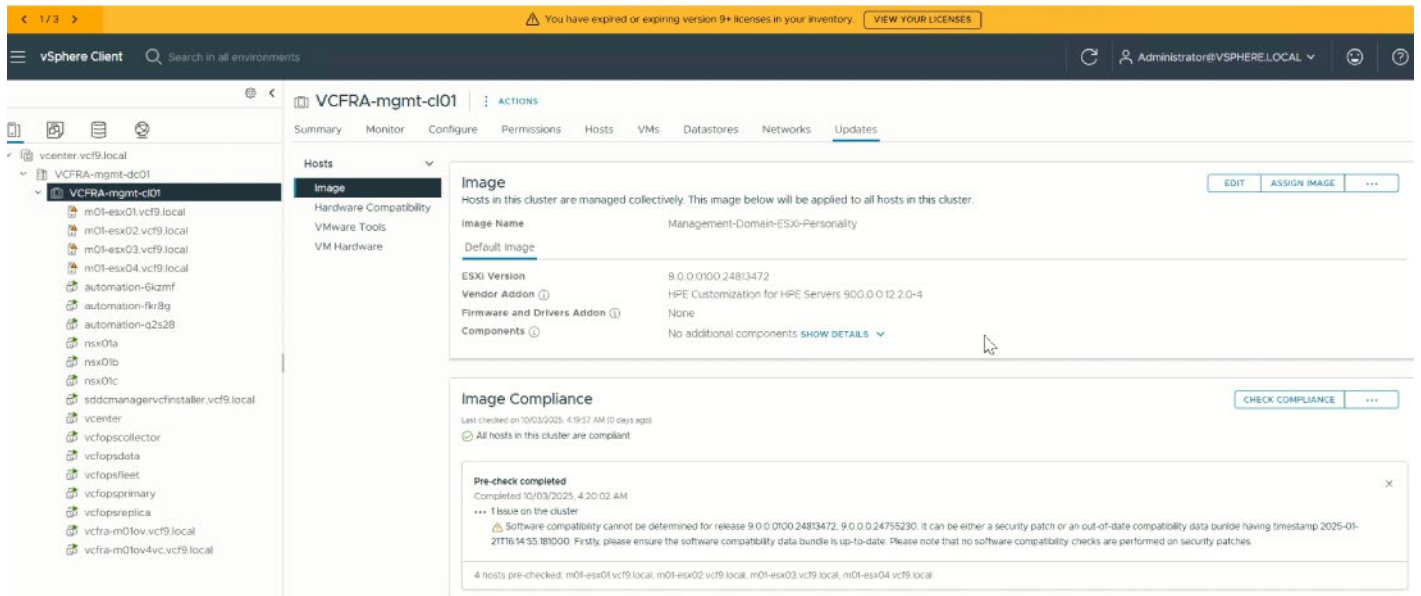 1/3
You have expired or expiring version 9+ licenses in your inventory. VIEW YOUR LICENSES
vSphere Client Search in all environments Administrator@VSPHERE.LOCAL
VCFRA-mgmt-cl01 ACTIONS
Summary Monitor Configure Permissions Hosts VMs Datastores Networks Updates
vcenter.vcf9.local
VCFRA-mgmt-dc01
VCFRA-mgmt-cl01
m01-esx01.vcf9.local
m01-esx02.vcf9.local
m01-esx03.vcf9.local
m01-esx04.vcf9.local
automation-6kzmf
automation-fkr8g
automation-q2s28
nsx01a
nsx01b
nsx01c
sddcmanagervcfinstaller.vcf9.local
vcenter
vcfopscollector
vcfopsdata
vcfopsfleet
vcfopsprimary
vcfopsreplica
vcfra-m01ov.vcf9.local
vcfra-m01ov4vc.vcf9.local
Hosts
Image
Hardware Compatibility
VMware Tools
VM Hardware
Image
EDIT ASSIGN IMAGE ...
Hosts in this cluster are managed collectively. This image below will be applied to all hosts in this cluster.
Image Name Management-Domain-ESXi-Personality
Default Image
ESXi Version 9.0.0.0100.24813472
Vendor Addon HPE Customization for HPE Servers 900.0.0.12.2.0-4
Firmware and Drivers Addon None
Components No additional components SHOW DETAILS
Image Compliance
CHECK COMPLIANCE ...
Last checked on 10/03/2025, 4:19:57 AM (0 days ago)
All hosts in this cluster are compliant
Pre-check completed
Completed 10/03/2025, 4:20:02 AM
... 1 issue on the cluster
Software compatibility cannot be determined for release 9.0.0.0100.24813472, 9.0.0.0.24755230. It can be either a security patch or an out-of-date compatibility data bunlde having timestamp 2025-01-
21T16:14:55.181000. Firstly, please ensure the software compatibility data bundle is up-to-date. Please note that no software compatibility checks are performed on security patches.
4 hosts pre-checked: m01-esx01.vcf9.local, m01-esx02.vcf9.local, m01-esx03.vcf9.local, m01-esx04.vcf9.local